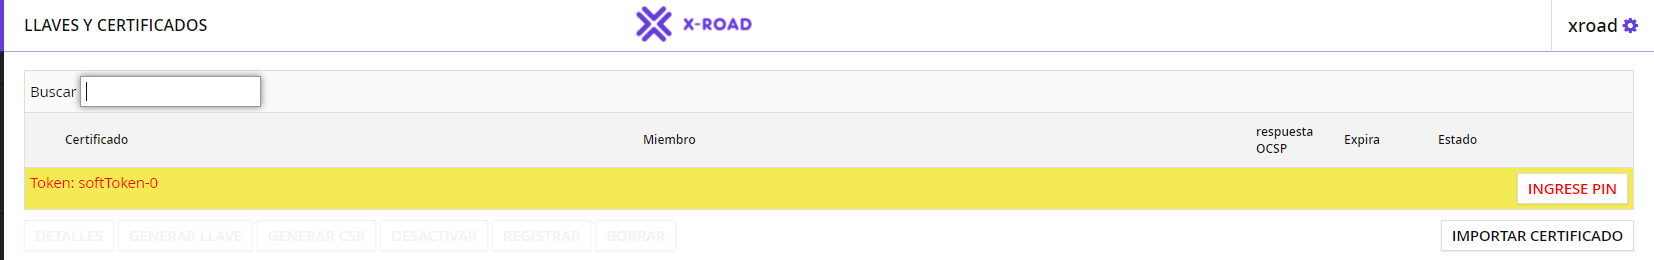 LLAVES Y CERTIFICADOS
X-ROAD
xroad
Buscar
Certificado
Miembro
respuesta
OCSP
Expira
Estado
Token: softToken-0
INGRESE PIN
DETALLES
GENERAR LLAVE
GENERAR CSR
DESACTIVAR
REGISTRAR
BORRAR
IMPORTAR CERTIFICADO